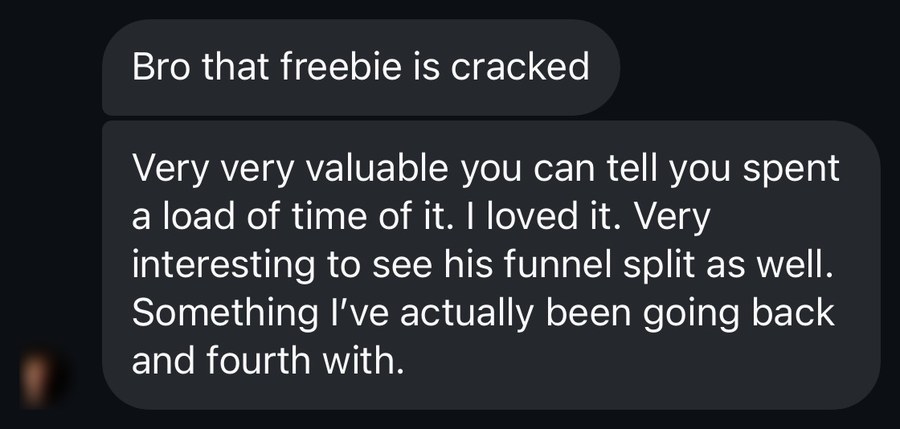 Bro that freebie is cracked
Very very valuable you can tell you spent
a load of time of it. I loved it. Very
interesting to see his funnel split as well.
Something I’ve actually been going back
and fourth with.